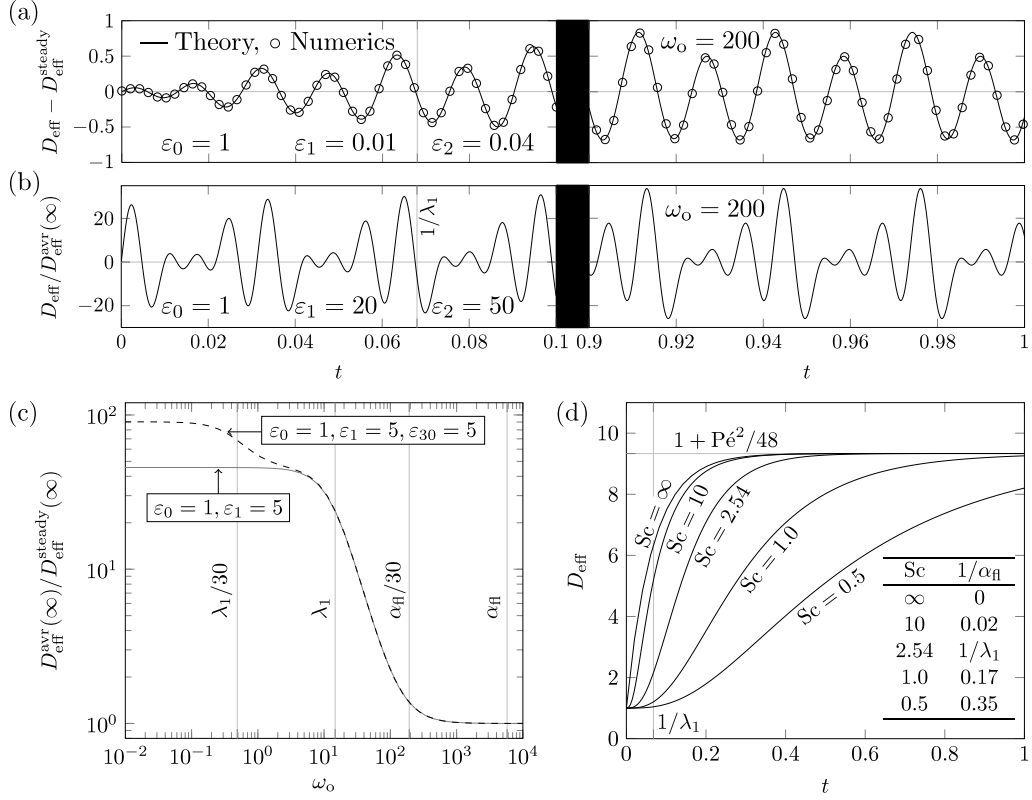 (a)
D_eff − D_eff^steady
1
0.5
0
−0.5
−1
— Theory, ○ Numerics
ω_o = 200
ε_0 = 1
ε_1 = 0.01
ε_2 = 0.04
(b)
D_eff/D_eff^avr(∞)
20
0
−20
1/λ_1
ω_o = 200
ε_0 = 1
ε_1 = 20
ε_2 = 50
0 0.02 0.04 0.06 0.08 0.1 0.9 0.92 0.94 0.96 0.98 1
t t
(c)
D_eff^avr(∞)/D_eff^steady(∞)
10^2
10^1
10^0
ε_0 = 1, ε_1 = 5, ε_30 = 5
ε_0 = 1, ε_1 = 5
λ_1/30
λ_1
α_fl/30
α_fl
10^−2 10^−1 10^0 10^1 10^2 10^3 10^4
ω_o
(d)
D_eff
10
8
6
4
2
0
1 + Pé^2/48
Sc = ∞
Sc = 10
Sc = 2.54
Sc = 1.0
Sc = 0.5
Sc 1/α_fl
∞ 0
10 0.02
2.54 1/λ_1
1.0 0.17
0.5 0.35
1/λ_1
0 0.2 0.4 0.6 0.8 1
t